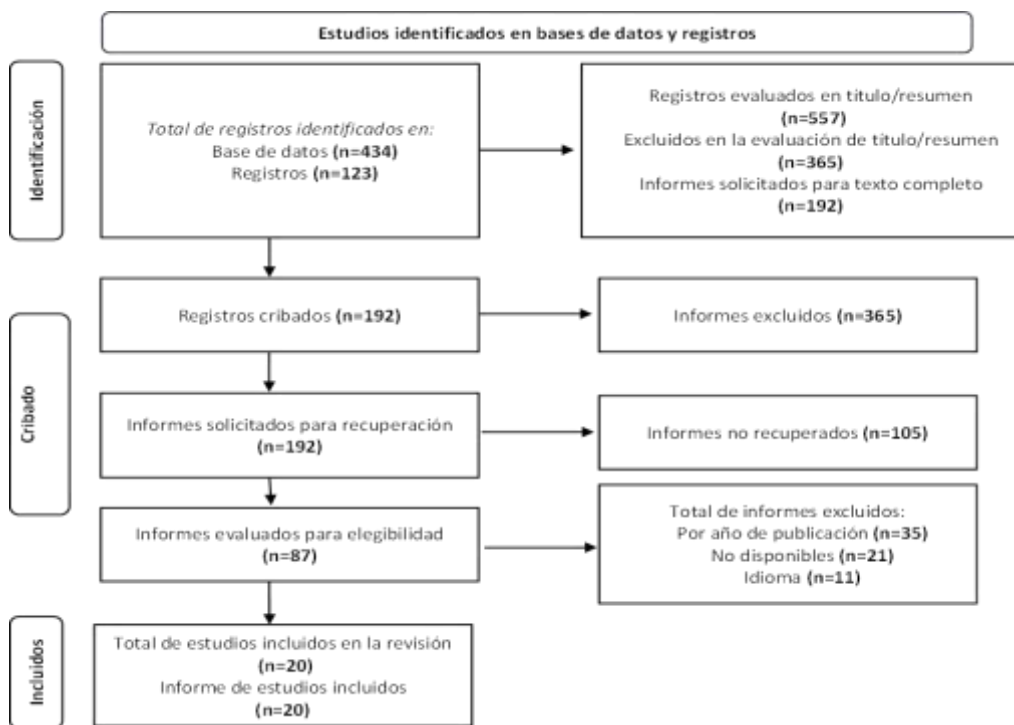 Estudios identificados en bases de datos y registros
Identificación
Total de registros identificados en:
Base de datos (n=434)
Registros (n=123)
Registros evaluados en titulo/resumen
(n=557)
Excluidos en la evaluación de titulo/resumen
(n=365)
Informes solicitados para texto completo
(n=192)
Cribado
Registros cribados (n=192)
Informes excluidos (n=365)
Informes solicitados para recuperación
(n=192)
Informes no recuperados (n=105)
Informes evaluados para elegibilidad
(n=87)
Total de informes excluidos:
Por año de publicación (n=35)
No disponibles (n=21)
Idioma (n=11)
Incluidos
Total de estudios incluidos en la revisión
(n=20)
Informe de estudios incluidos
(n=20)